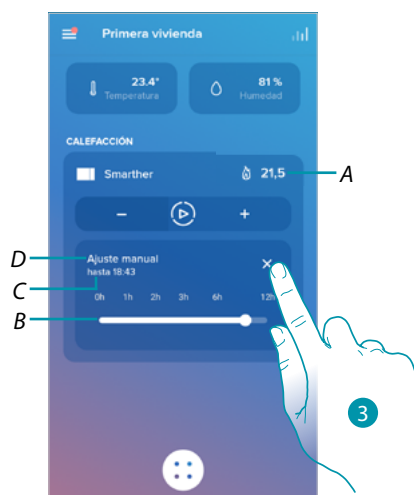 Primera vivienda
23.4°
Temperatura
81 %
Humedad
CALEFACCIÓN
Smarther
21,5
A
− +
D
Ajuste manual
hasta 18:43
C
0h 1h 2h 3h 6h 12h
B
3